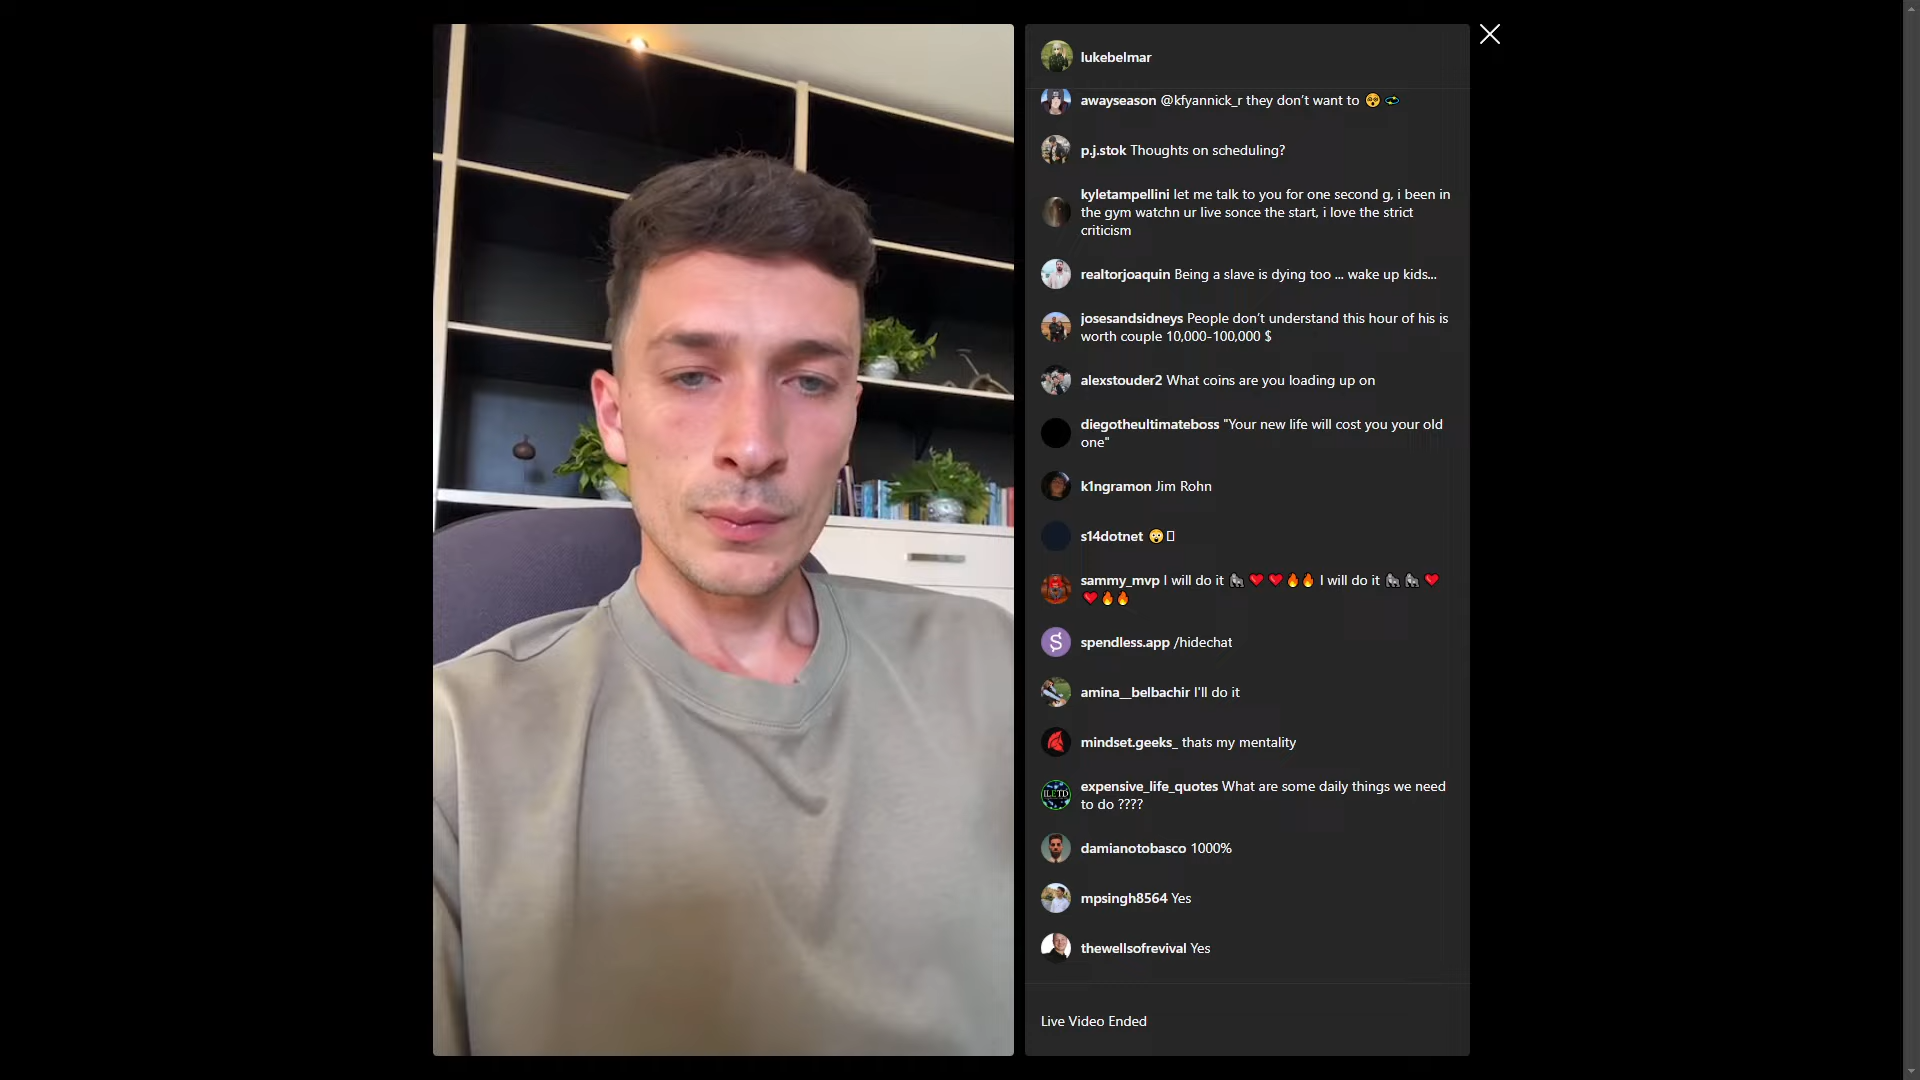 lukebelmar
awayseason @kfyannick_r they don’t want to 😵 💫
p.j.stok Thoughts on scheduling?
kyletampellini let me talk to you for one second g, i been in
the gym watchn ur live sonce the start, i love the strict
criticism
realtorjoaquin Being a slave is dying too ... wake up kids...
josesandsidneys People don’t understand this hour of his is
worth couple 10,000-100,000 $
alexstouder2 What coins are you loading up on
diegotheultimateboss "Your new life will cost you your old
one"
k1ngramon Jim Rohn
s14dotnet 😲
sammy_mvp I will do it 🦍❤️❤️🔥🔥 I will do it 🦍🦍❤️
❤️🔥🔥
spendless.app /hidechat
amina__belbachir I'll do it
mindset.geeks_ thats my mentality
expensive_life_quotes What are some daily things we need
to do ????
damianotobasco 1000%
mpsingh8564 Yes
thewellsofrevival Yes
Live Video Ended